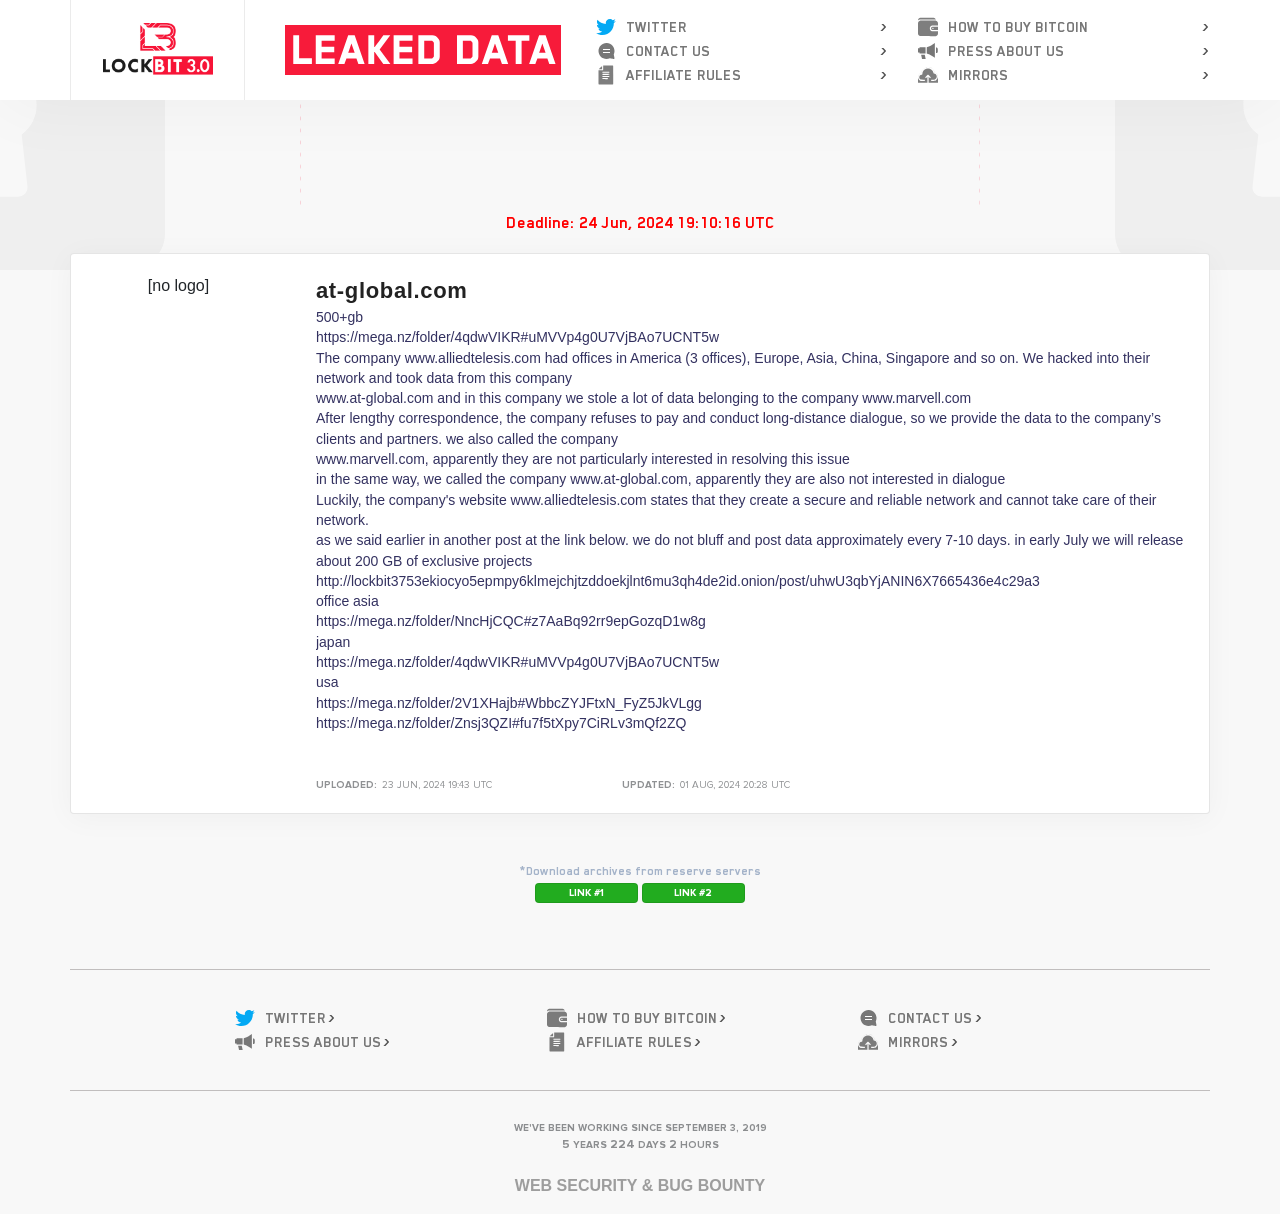 LOCKBIT 3.0
LEAKED DATA
TWITTER >
CONTACT US >
AFFILIATE RULES >
HOW TO BUY BITCOIN >
PRESS ABOUT US >
MIRRORS >
Deadline: 24 Jun, 2024 19:10:16 UTC
[no logo]
at-global.com
500+gb
https://mega.nz/folder/4qdwVIKR#uMVVp4g0U7VjBAo7UCNT5w
The company www.alliedtelesis.com had offices in America (3 offices), Europe, Asia, China, Singapore and so on. We hacked into their
network and took data from this company
www.at-global.com and in this company we stole a lot of data belonging to the company www.marvell.com
After lengthy correspondence, the company refuses to pay and conduct long-distance dialogue, so we provide the data to the company’s
clients and partners. we also called the company
www.marvell.com, apparently they are not particularly interested in resolving this issue
in the same way, we called the company www.at-global.com, apparently they are also not interested in dialogue
Luckily, the company's website www.alliedtelesis.com states that they create a secure and reliable network and cannot take care of their
network.
as we said earlier in another post at the link below. we do not bluff and post data approximately every 7-10 days. in early July we will release
about 200 GB of exclusive projects
http://lockbit3753ekiocyo5epmpy6klmejchjtzddoekjlnt6mu3qh4de2id.onion/post/uhwU3qbYjANIN6X7665436e4c29a3
office asia
https://mega.nz/folder/NncHjCQC#z7AaBq92rr9epGozqD1w8g
japan
https://mega.nz/folder/4qdwVIKR#uMVVp4g0U7VjBAo7UCNT5w
usa
https://mega.nz/folder/2V1XHajb#WbbcZYJFtxN_FyZ5JkVLgg
https://mega.nz/folder/Znsj3QZI#fu7f5tXpy7CiRLv3mQf2ZQ
UPLOADED: 23 JUN, 2024 19:43 UTC
UPDATED: 01 AUG, 2024 20:28 UTC
*Download archives from reserve servers
LINK #1 LINK #2
TWITTER > HOW TO BUY BITCOIN > CONTACT US >
PRESS ABOUT US > AFFILIATE RULES > MIRRORS >
WE'VE BEEN WORKING SINCE SEPTEMBER 3, 2019
5 YEARS 224 DAYS 2 HOURS
WEB SECURITY & BUG BOUNTY